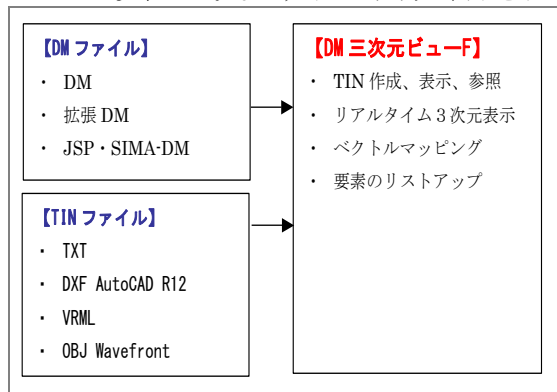 【DM ファイル】
・ DM
・ 拡張 DM
・ JSP・SIMA-DM
【TIN ファイル】
・ TXT
・ DXF AutoCAD R12
・ VRML
・ OBJ Wavefront
【DM 三次元ビューF】
・ TIN 作成、表示、参照
・ リアルタイム３次元表示
・ ベクトルマッピング
・ 要素のリストアップ